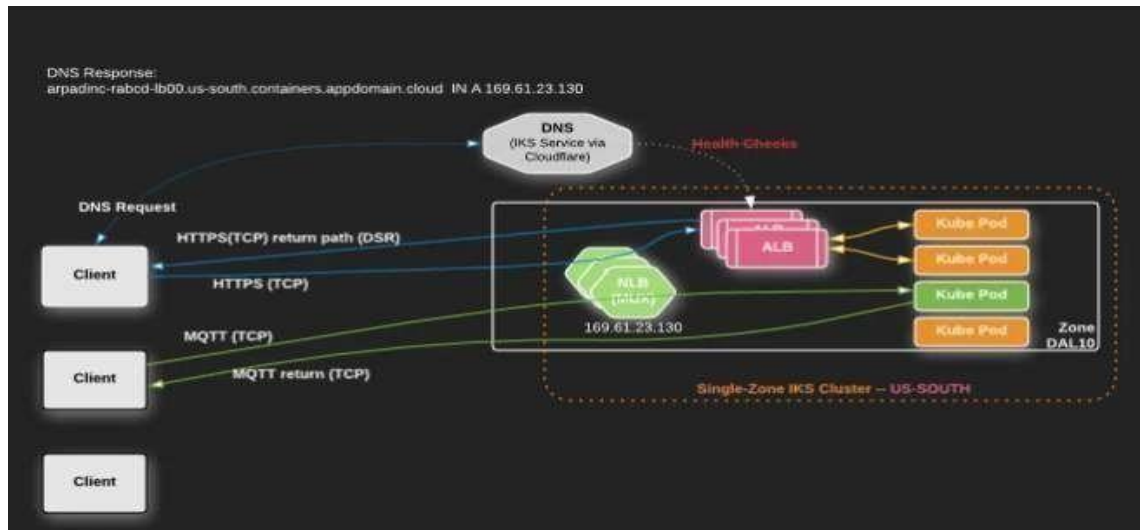 DNS Response:
arpadinc-rabcd-lb00.us-south.containers.appdomain.cloud IN A 169.61.23.130
DNS
(IKS Service via
Cloudflare)
Health Checks
DNS Request
HTTPS(TCP) return path (DSR)
Client
HTTPS (TCP)
ALB
ALB
Kube Pod
Kube Pod
NLB
Kube Pod
169.61.23.130
Kube Pod
Zone
DAL10
MQTT (TCP)
MQTT return (TCP)
Client
Single-Zone IKS Cluster -- US-SOUTH
Client